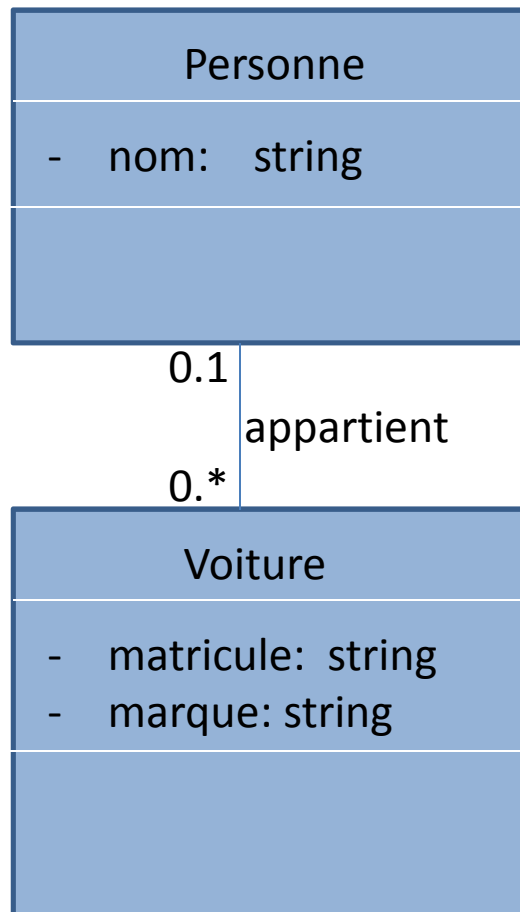 Personne
- nom: string
0.1
appartient
0.*
Voiture
- matricule: string
- marque: string